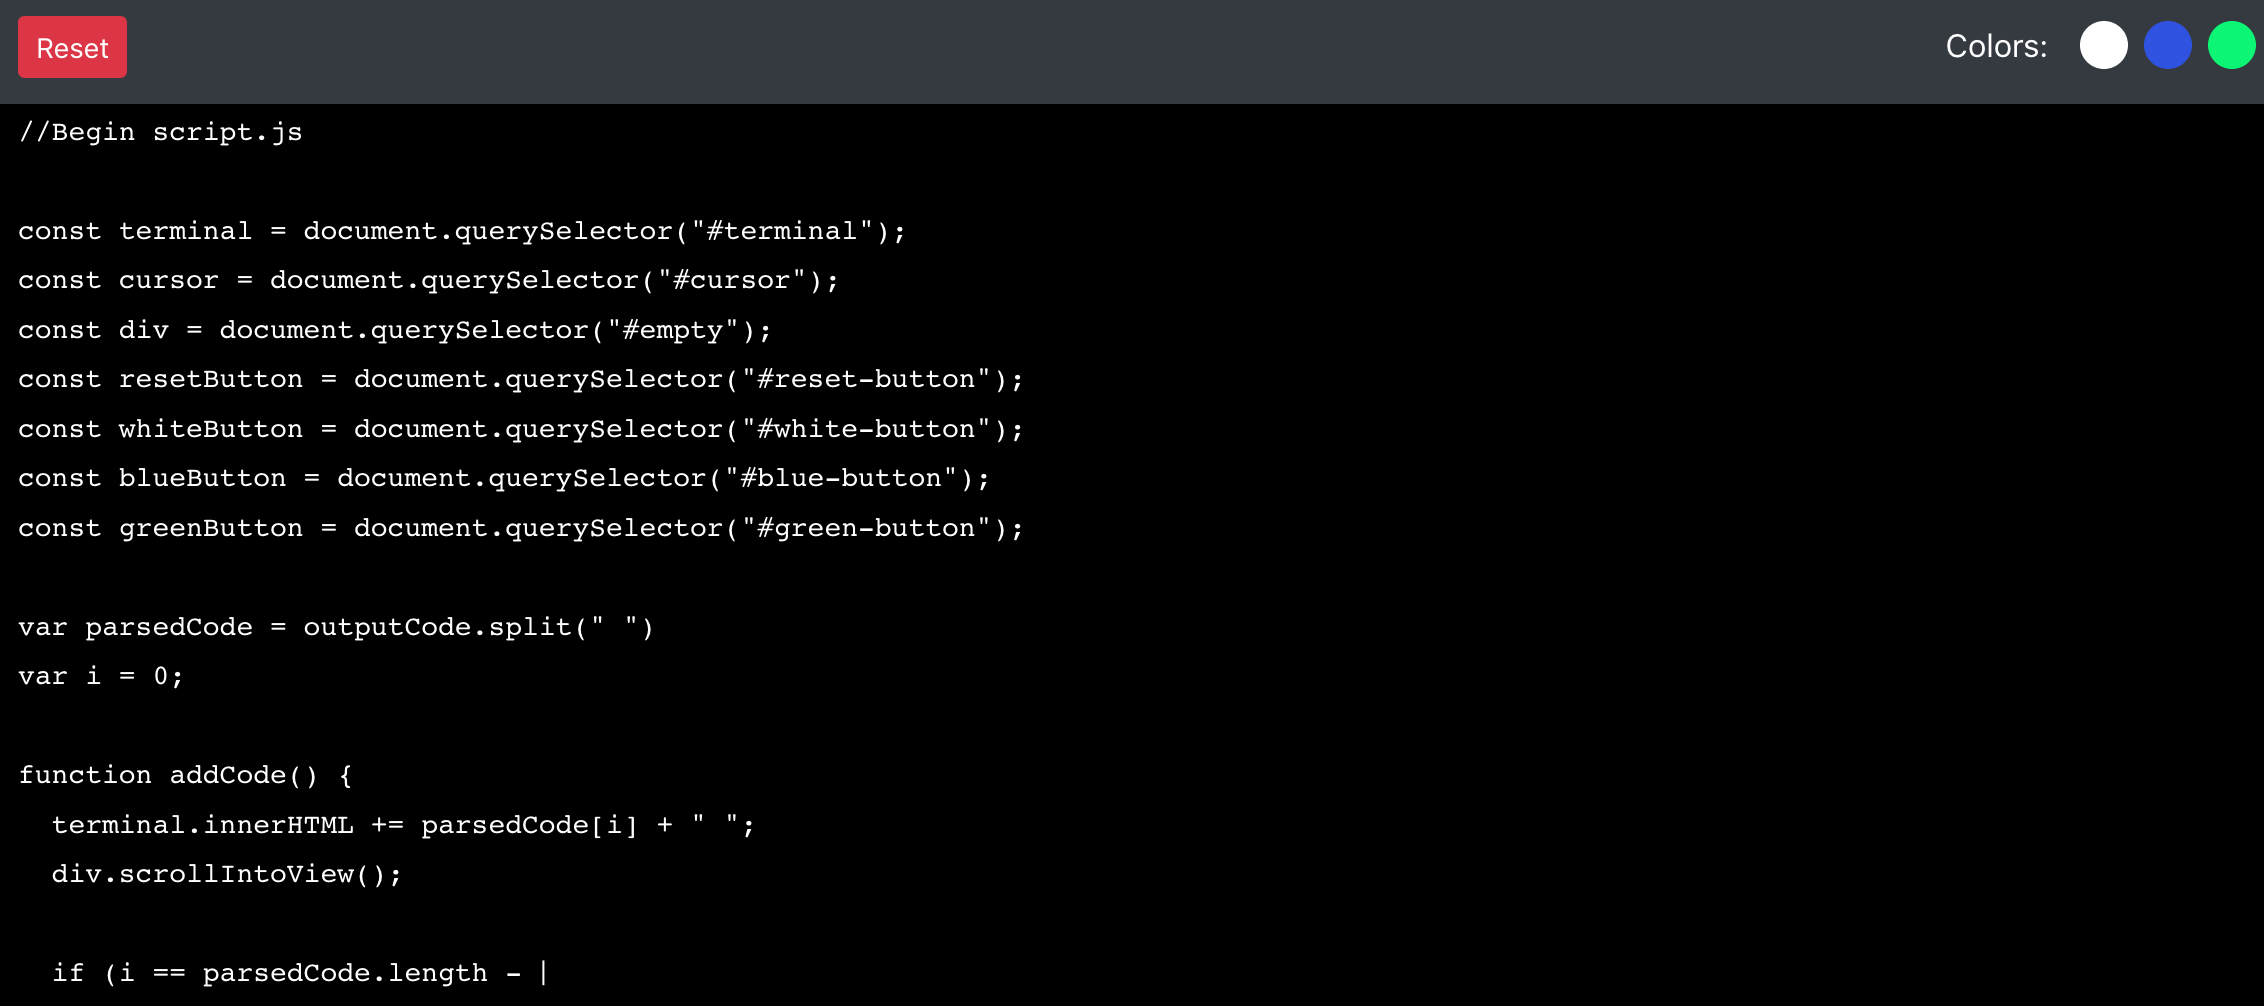 Reset
Colors:
//Begin script.js
const terminal = document.querySelector("#terminal");
const cursor = document.querySelector("#cursor");
const div = document.querySelector("#empty");
const resetButton = document.querySelector("#reset-button");
const whiteButton = document.querySelector("#white-button");
const blueButton = document.querySelector("#blue-button");
const greenButton = document.querySelector("#green-button");
var parsedCode = outputCode.split(" ")
var i = 0;
function addCode() {
  terminal.innerHTML += parsedCode[i] + " ";
  div.scrollIntoView();
  if (i == parsedCode.length - |